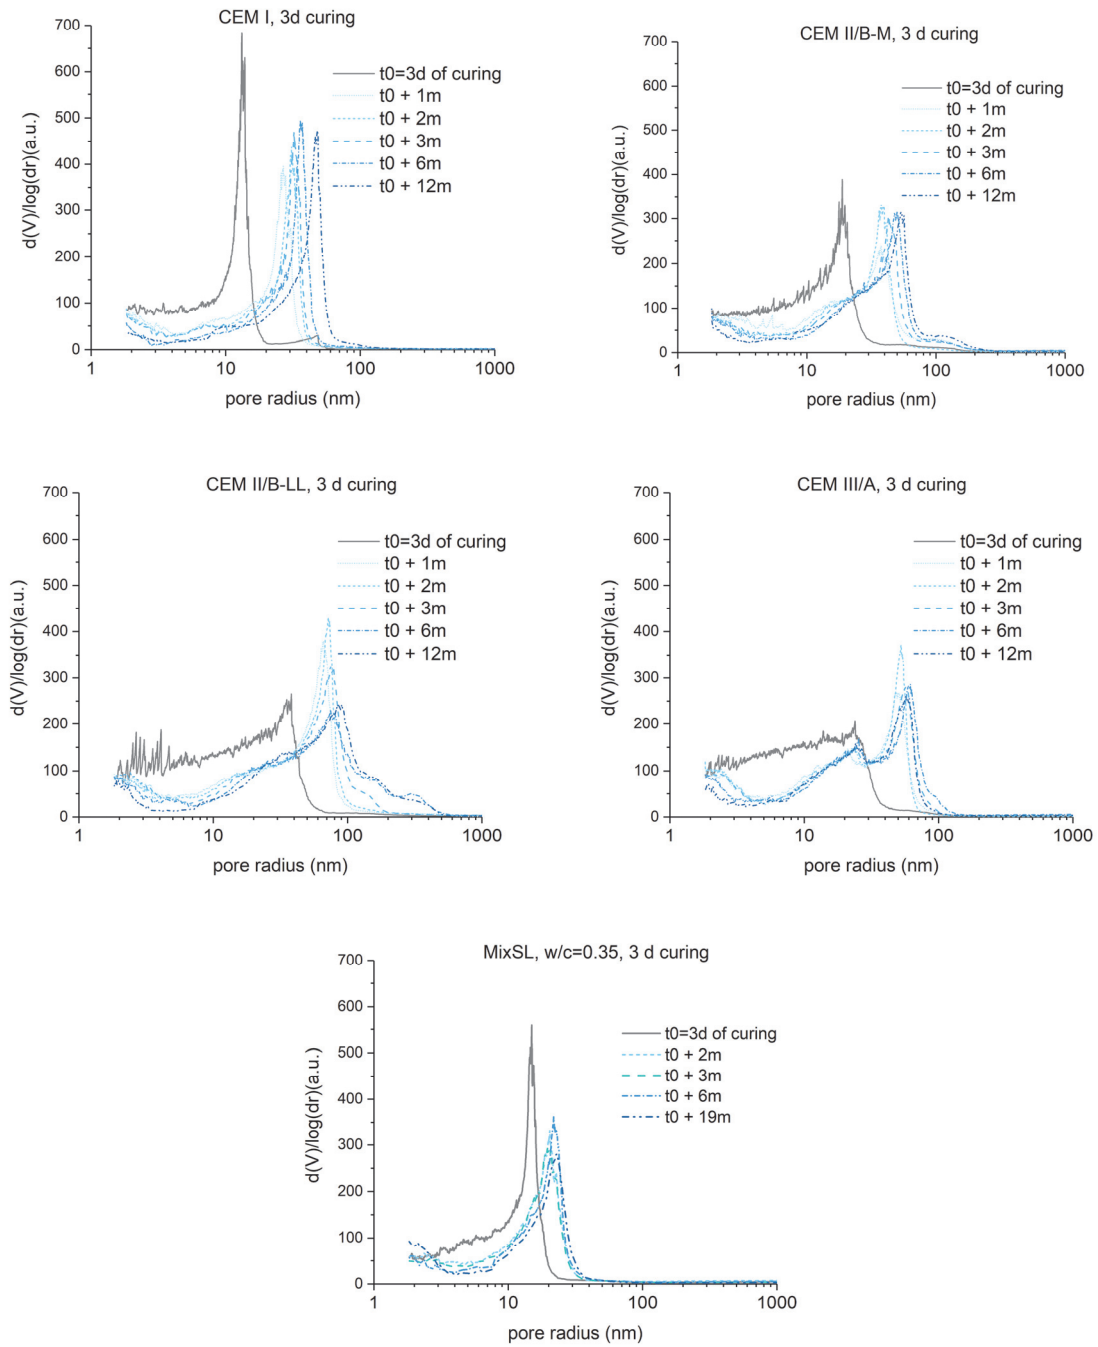 CEM I, 3d curing
700
600
500
400
300
200
100
0
d(V)/log(dr)(a.u.)
t0=3d of curing
t0 + 1m
t0 + 2m
t0 + 3m
t0 + 6m
t0 + 12m
1 10 100 1000
pore radius (nm)
CEM II/B-M, 3 d curing
700
600
500
400
300
200
100
0
d(V)/log(dr)(a.u.)
t0=3d of curing
t0 + 1m
t0 + 2m
t0 + 3m
t0 + 6m
t0 + 12m
1 10 100 1000
pore radius (nm)
CEM II/B-LL, 3 d curing
700
600
500
400
300
200
100
0
d(V)/log(dr)(a.u.)
t0=3d of curing
t0 + 1m
t0 + 2m
t0 + 3m
t0 + 6m
t0 + 12m
1 10 100 1000
pore radius (nm)
CEM III/A, 3 d curing
700
600
500
400
300
200
100
0
d(V)/log(dr)(a.u.)
t0=3d of curing
t0 + 1m
t0 + 2m
t0 + 3m
t0 + 6m
t0 + 12m
1 10 100 1000
pore radius (nm)
MixSL, w/c=0.35, 3 d curing
700
600
500
400
300
200
100
0
d(V)/log(dr)(a.u.)
t0=3d of curing
t0 + 2m
t0 + 3m
t0 + 6m
t0 + 19m
1 10 100 1000
pore radius (nm)